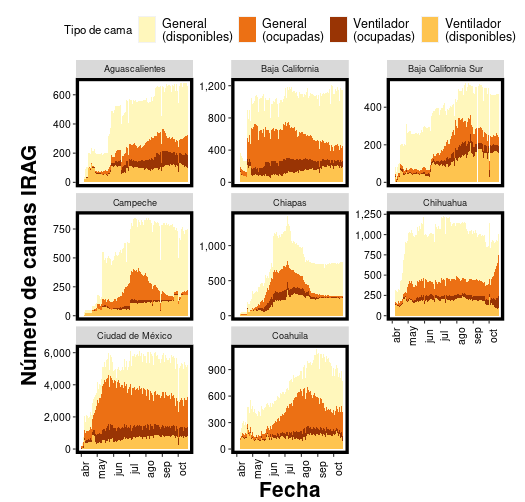 Tipo de cama
General (disponibles)
General (ocupadas)
Ventilador (ocupadas)
Ventilador (disponibles)
Número de camas IRAG
Aguascalientes
600
400
200
0
Baja California
1,200
800
400
0
Baja California Sur
400
200
0
Campeche
750
500
250
0
Chiapas
1,000
500
0
Chihuahua
1,250
1,000
750
500
250
0
abr
may
jun
jul
ago
sep
oct
Ciudad de México
6,000
4,000
2,000
0
abr
may
jun
jul
ago
sep
oct
Coahuila
900
600
300
0
abr
may
jun
jul
ago
sep
oct
Fecha